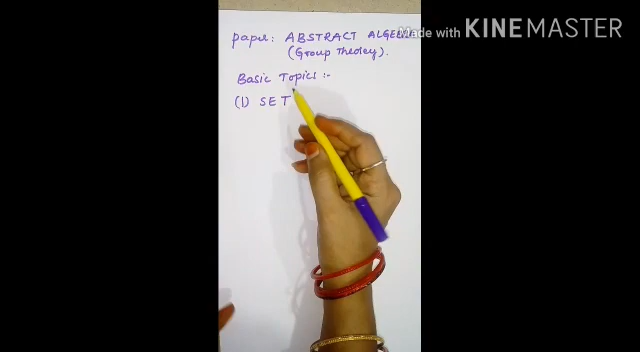 Paper: ABSTRACT ALGEBRA
Made with KINEMASTER
(Group Theory).
Basic Topics :-
(1) SET